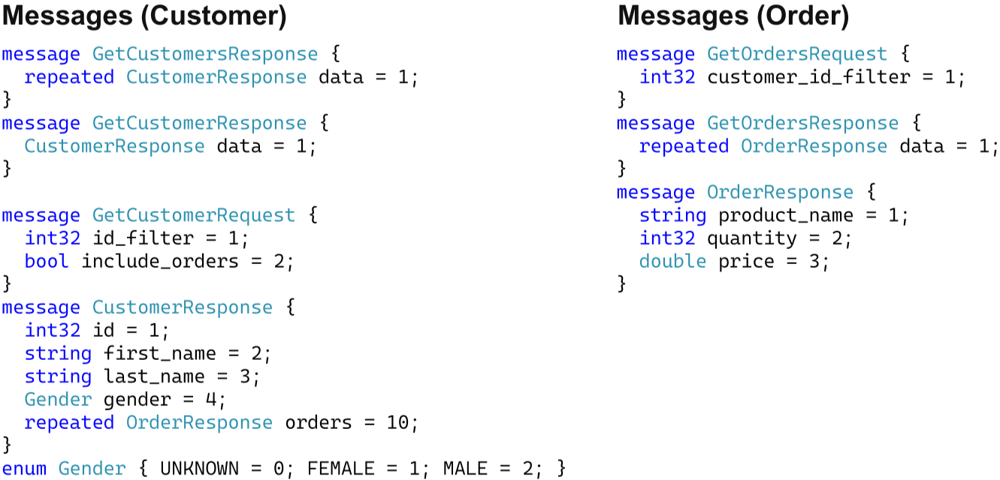 Messages (Customer)
message GetCustomersResponse {
  repeated CustomerResponse data = 1;
}
message GetCustomerResponse {
  CustomerResponse data = 1;
}

message GetCustomerRequest {
  int32 id_filter = 1;
  bool include_orders = 2;
}
message CustomerResponse {
  int32 id = 1;
  string first_name = 2;
  string last_name = 3;
  Gender gender = 4;
  repeated OrderResponse orders = 10;
}
enum Gender { UNKNOWN = 0; FEMALE = 1; MALE = 2; }
Messages (Order)
message GetOrdersRequest {
  int32 customer_id_filter = 1;
}
message GetOrdersResponse {
  repeated OrderResponse data = 1;
}
message OrderResponse {
  string product_name = 1;
  int32 quantity = 2;
  double price = 3;
}